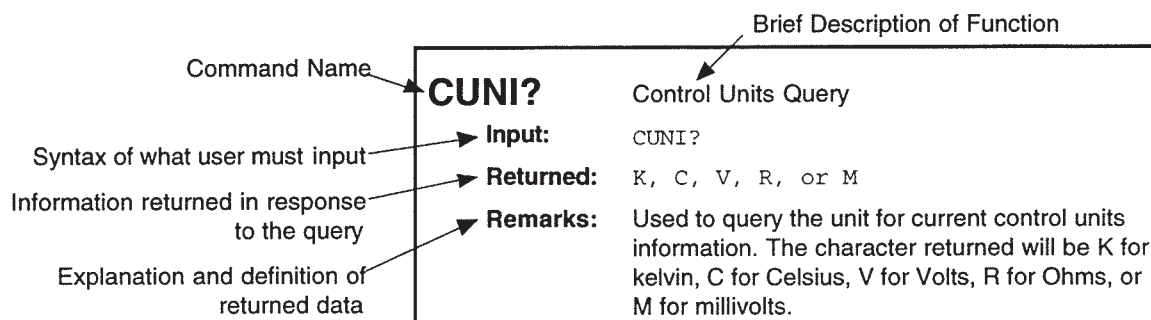 Brief Description of Function
Command Name
CUNI? Control Units Query
Input: CUNI?
Syntax of what user must input
Returned: K, C, V, R, or M
Information returned in response
to the query
Remarks: Used to query the unit for current control units
information. The character returned will be K for
kelvin, C for Celsius, V for Volts, R for Ohms, or
M for millivolts.
Explanation and definition of
returned data